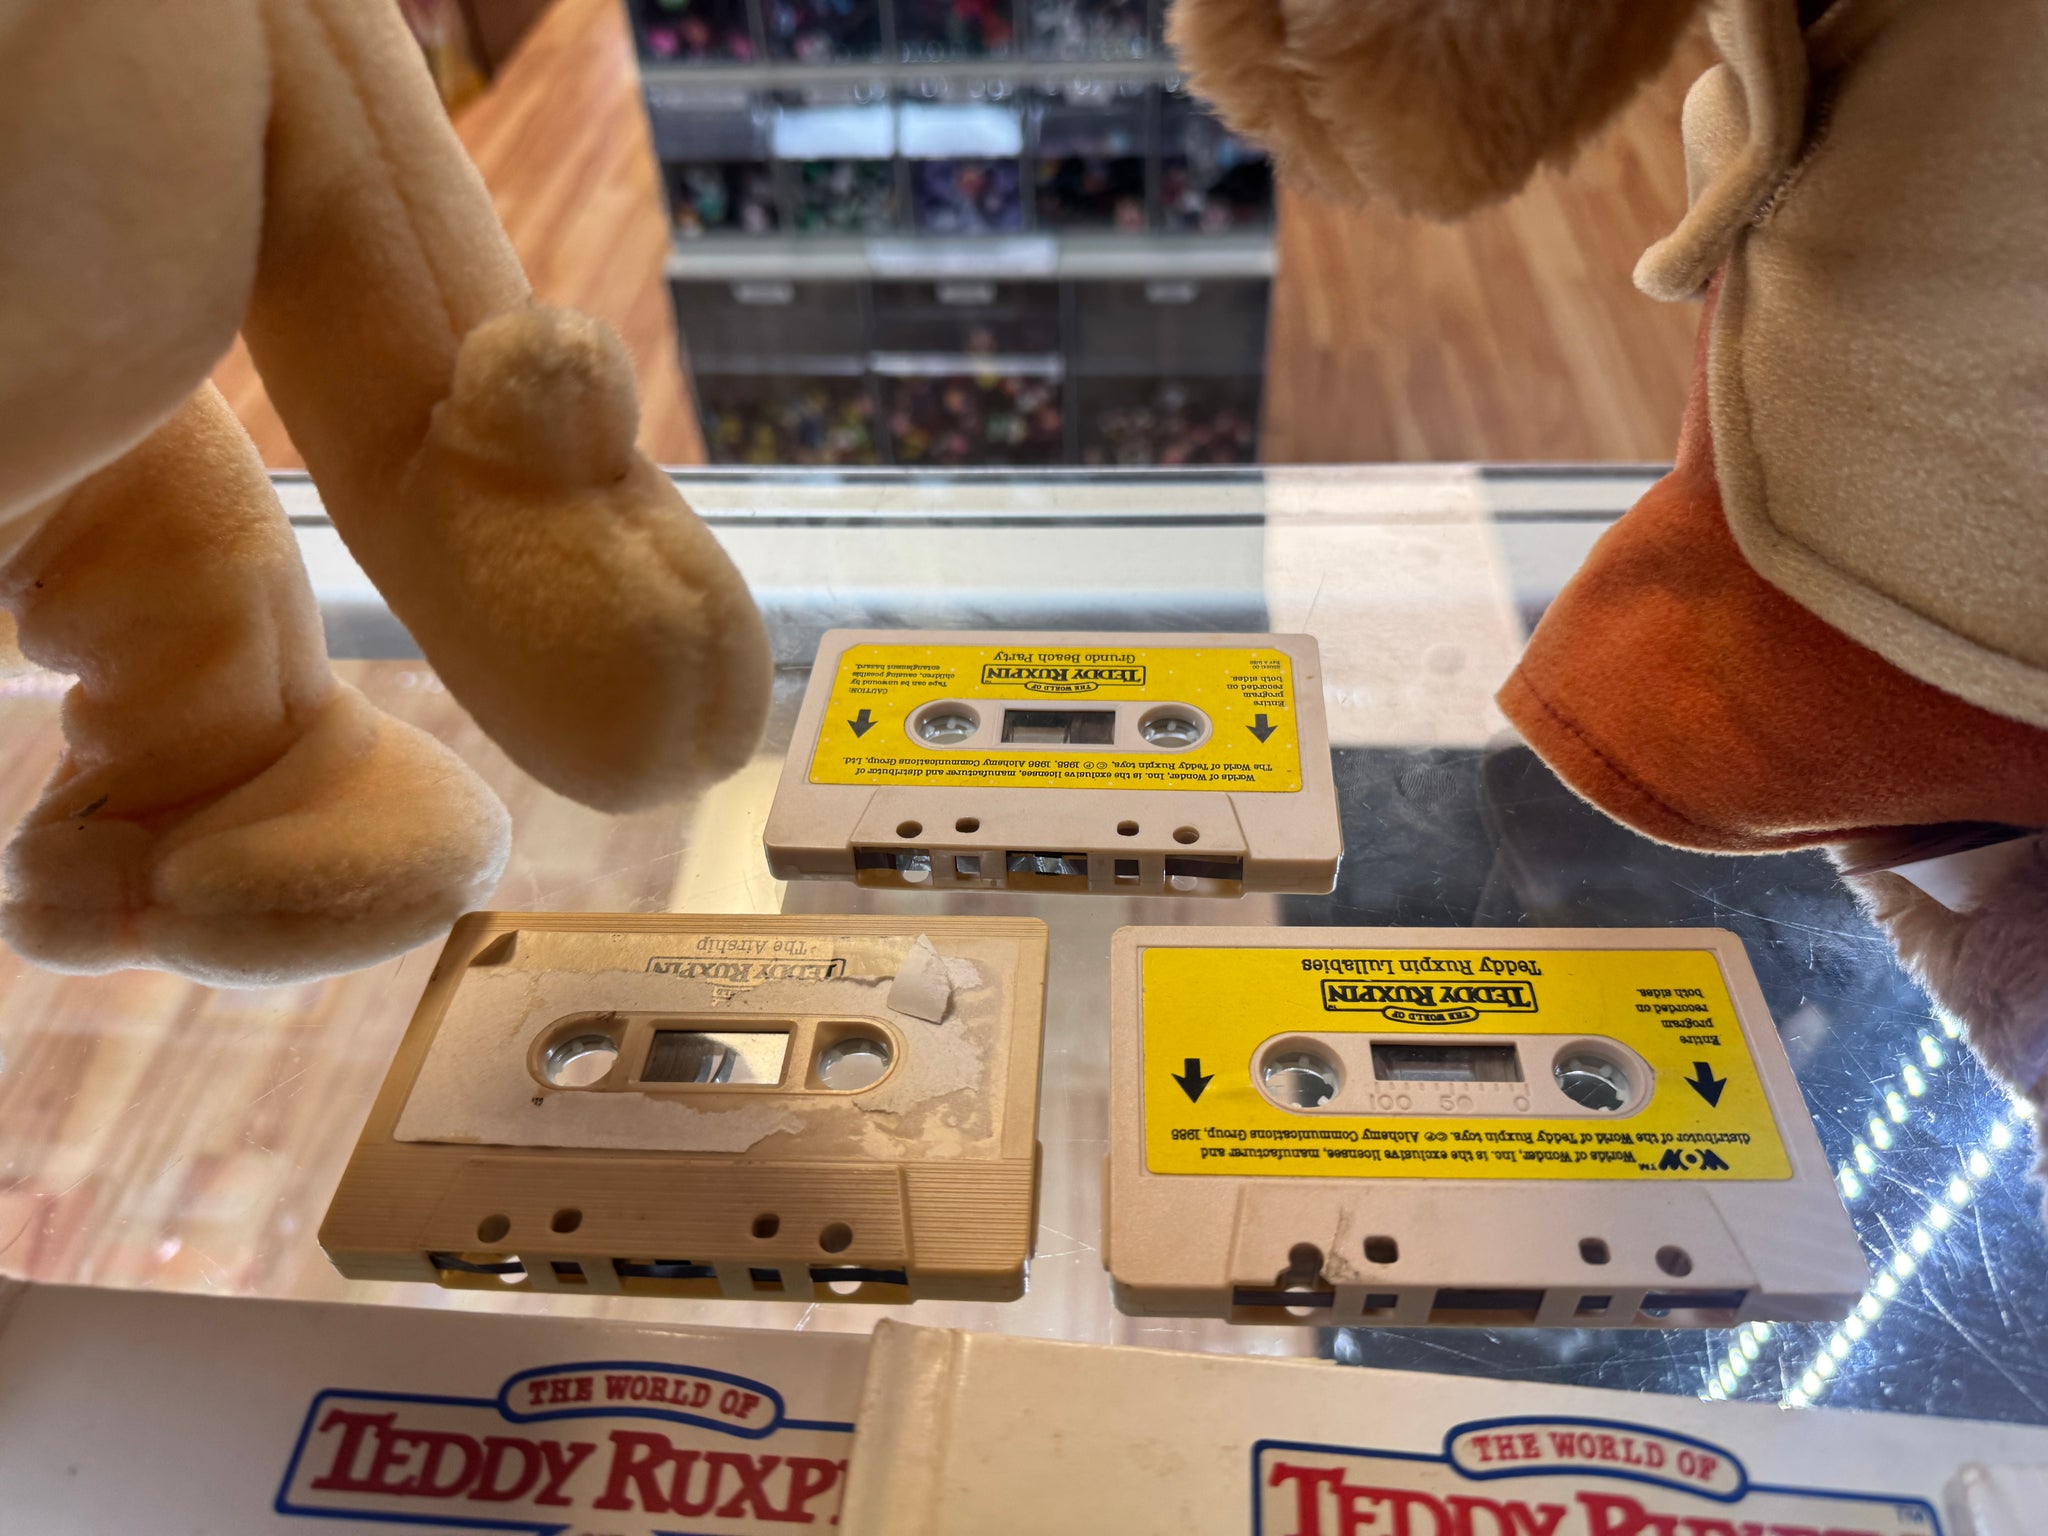 Grundo Beach Party
TEDDY RUXPIN™
THE WORLD OF
CAUTION:
Tape can be unwound by
children, causing possible
entanglement hazard.
Entire
program
recorded on
both sides.
Worlds of Wonder, Inc. is the exclusive licensee, manufacturer and distributor of
The World of Teddy Ruxpin toys. © ℗ 1985, 1986 Alchemy Communications Group, Ltd.
The Airship
TEDDY RUXPIN
Teddy Ruxpin Lullabies
TEDDY RUXPIN™
THE WORLD OF
Entire
program
recorded on
both sides.
100 50 0
WOW™ Worlds of Wonder, Inc. is the exclusive licensee, manufacturer and
distributor of the World of Teddy Ruxpin toys. © ℗ Alchemy Communications Group, 1985
THE WORLD OF
TEDDY RUXP
THE WORLD OF
TEDDY RUXPIN™